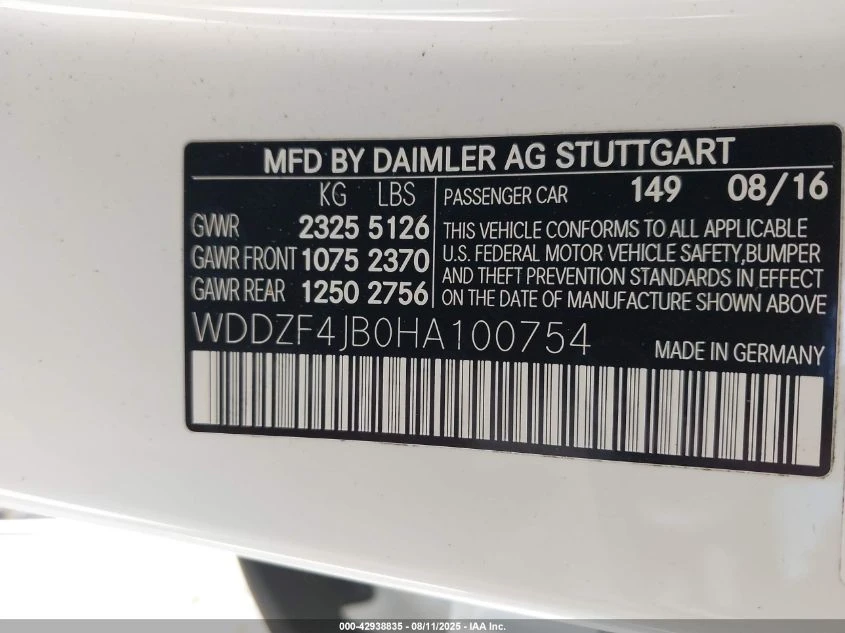 MFD BY DAIMLER AG STUTTGART
KG LBS
GVWR 2325 5126
GAWR FRONT 1075 2370
GAWR REAR 1250 2756
PASSENGER CAR 149 08/16
THIS VEHICLE CONFORMS TO ALL APPLICABLE
U.S. FEDERAL MOTOR VEHICLE SAFETY,BUMPER
AND THEFT PREVENTION STANDARDS IN EFFECT
ON THE DATE OF MANUFACTURE SHOWN ABOVE
WDDZF4JB0HA100754
MADE IN GERMANY
000-42938835 - 08/11/2025 - IAA Inc.